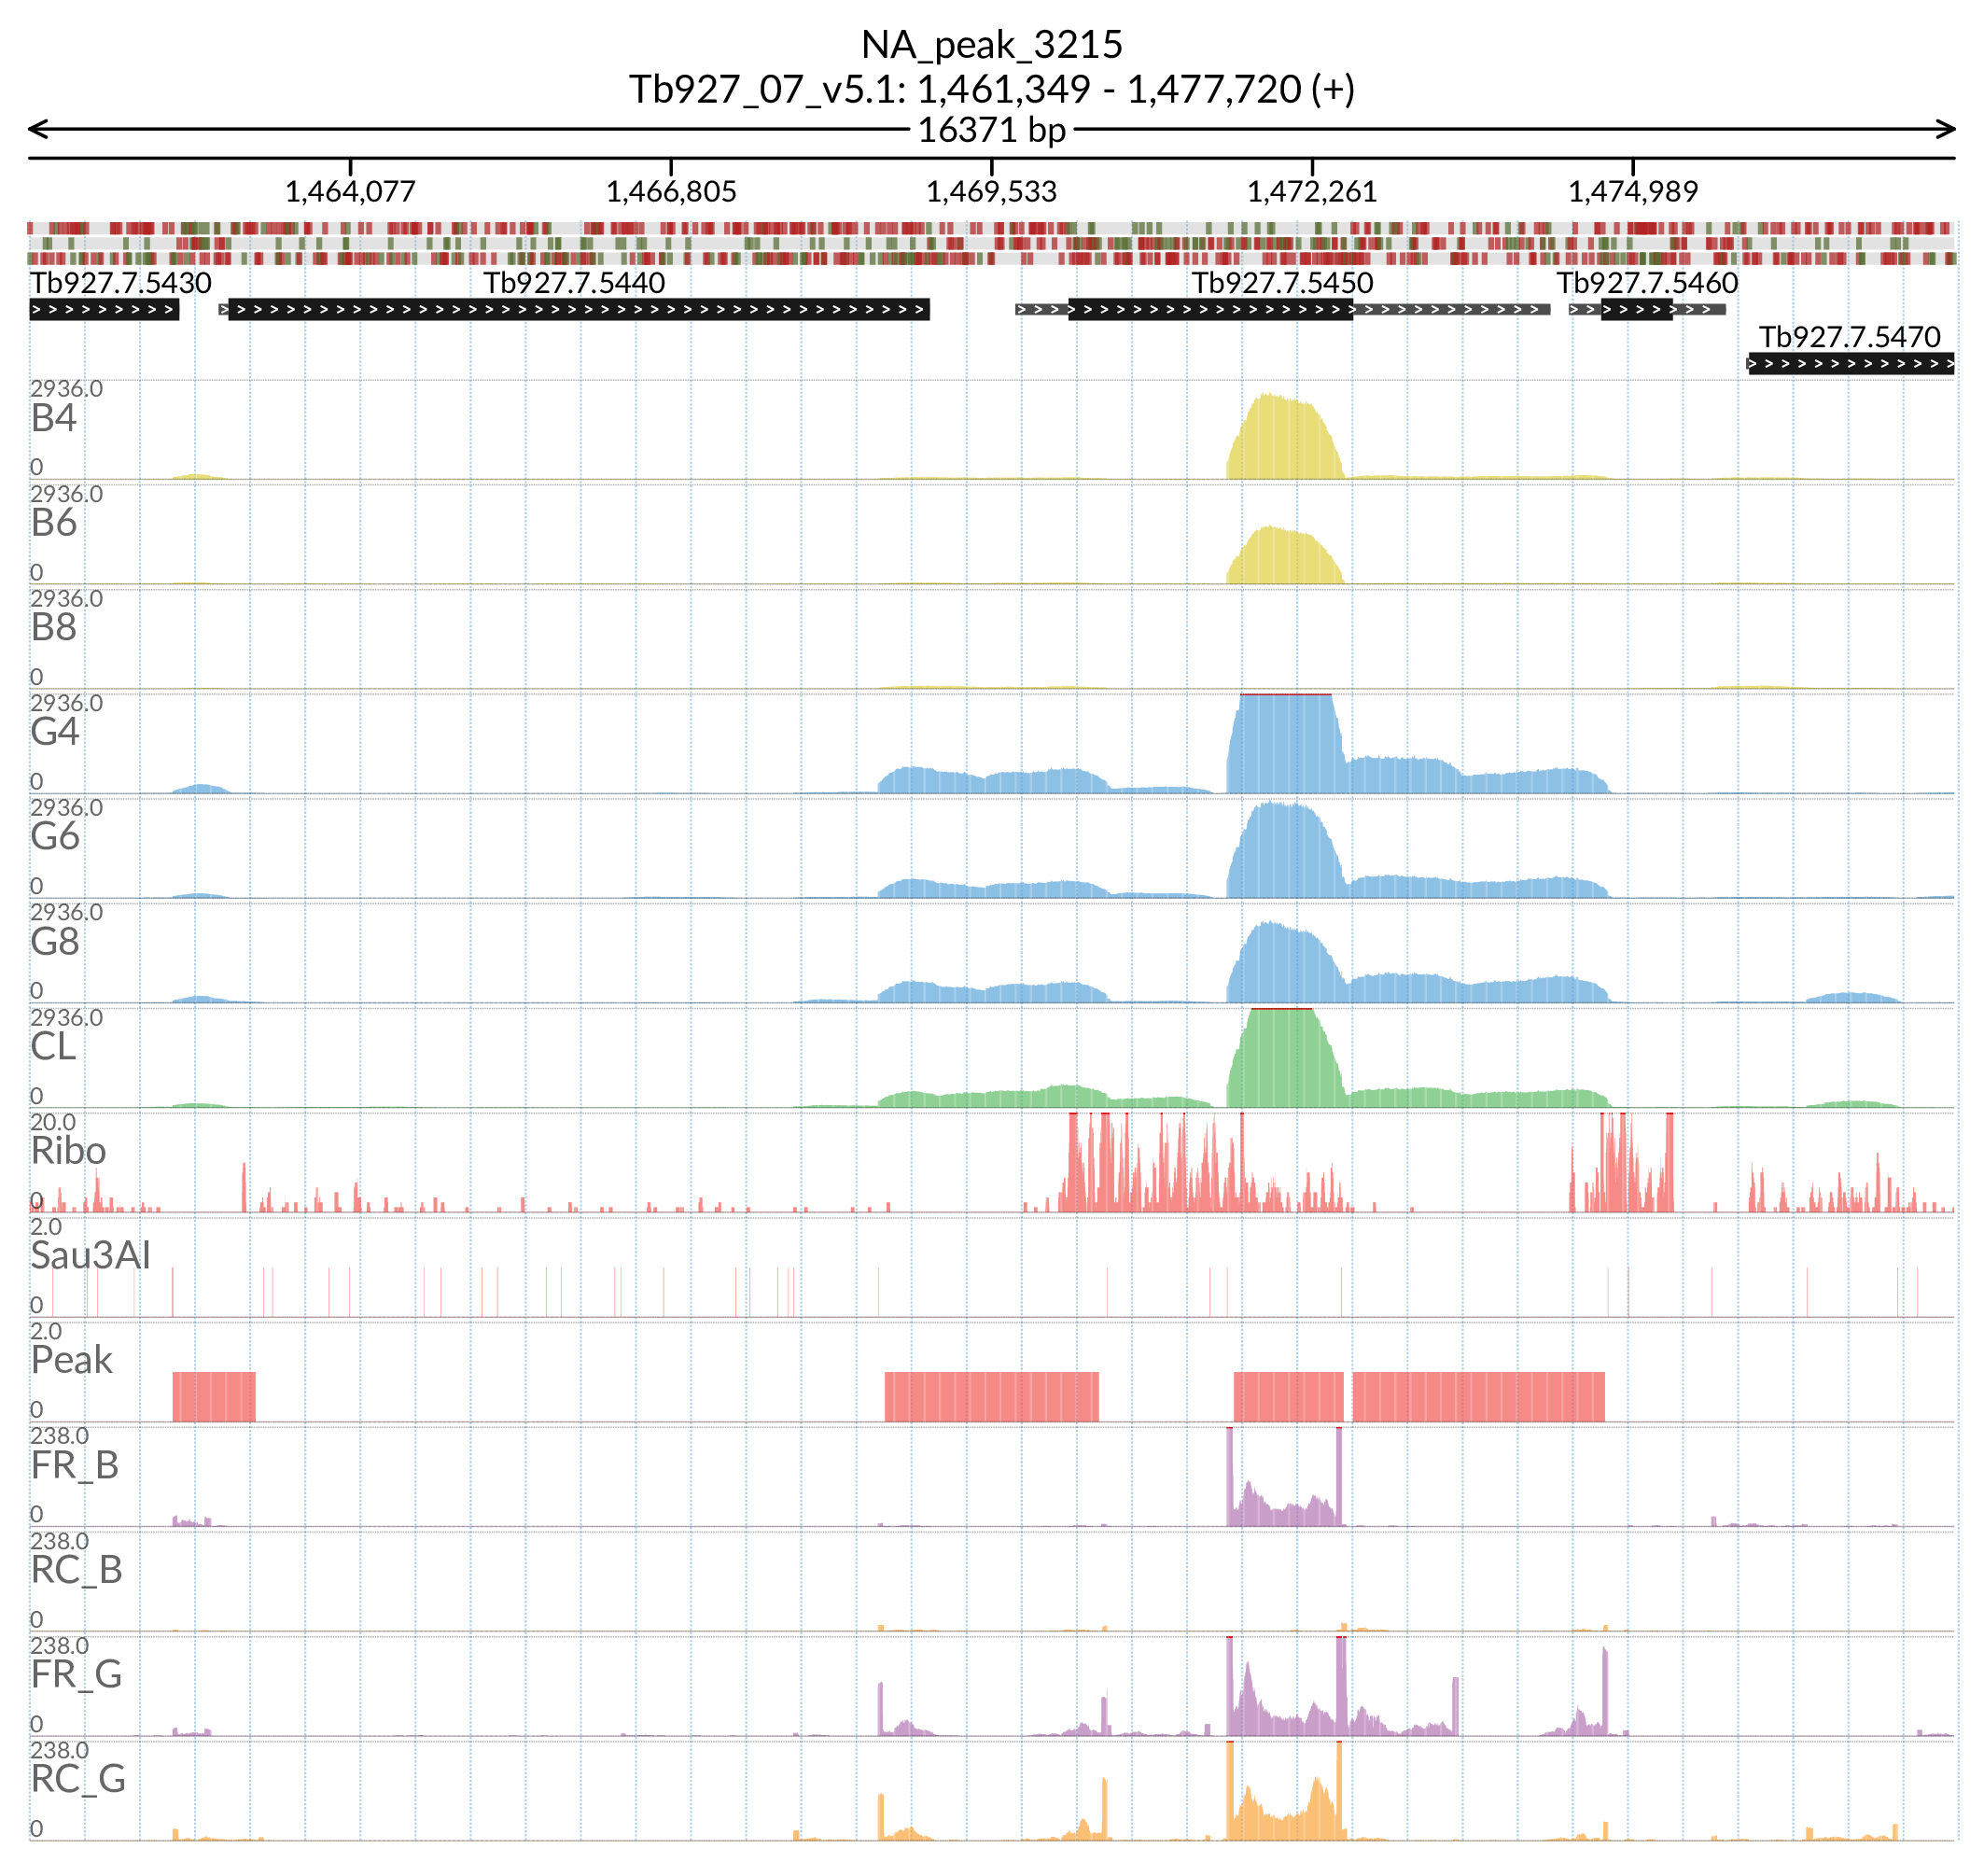 NA_peak_3215
Tb927_07_v5.1: 1,461,349 - 1,477,720 (+)
16371 bp
1,464,077 1,466,805 1,469,533 1,472,261 1,474,989
Tb927.7.5430 Tb927.7.5440 Tb927.7.5450 Tb927.7.5460
Tb927.7.5470
2936.0
B4
0
2936.0
B6
0
2936.0
B8
0
2936.0
G4
0
2936.0
G6
0
2936.0
G8
0
2936.0
CL
0
20.0
Ribo
0
2.0
Sau3AI
0
2.0
Peak
0
238.0
FR_B
0
238.0
RC_B
0
238.0
FR_G
0
238.0
RC_G
0